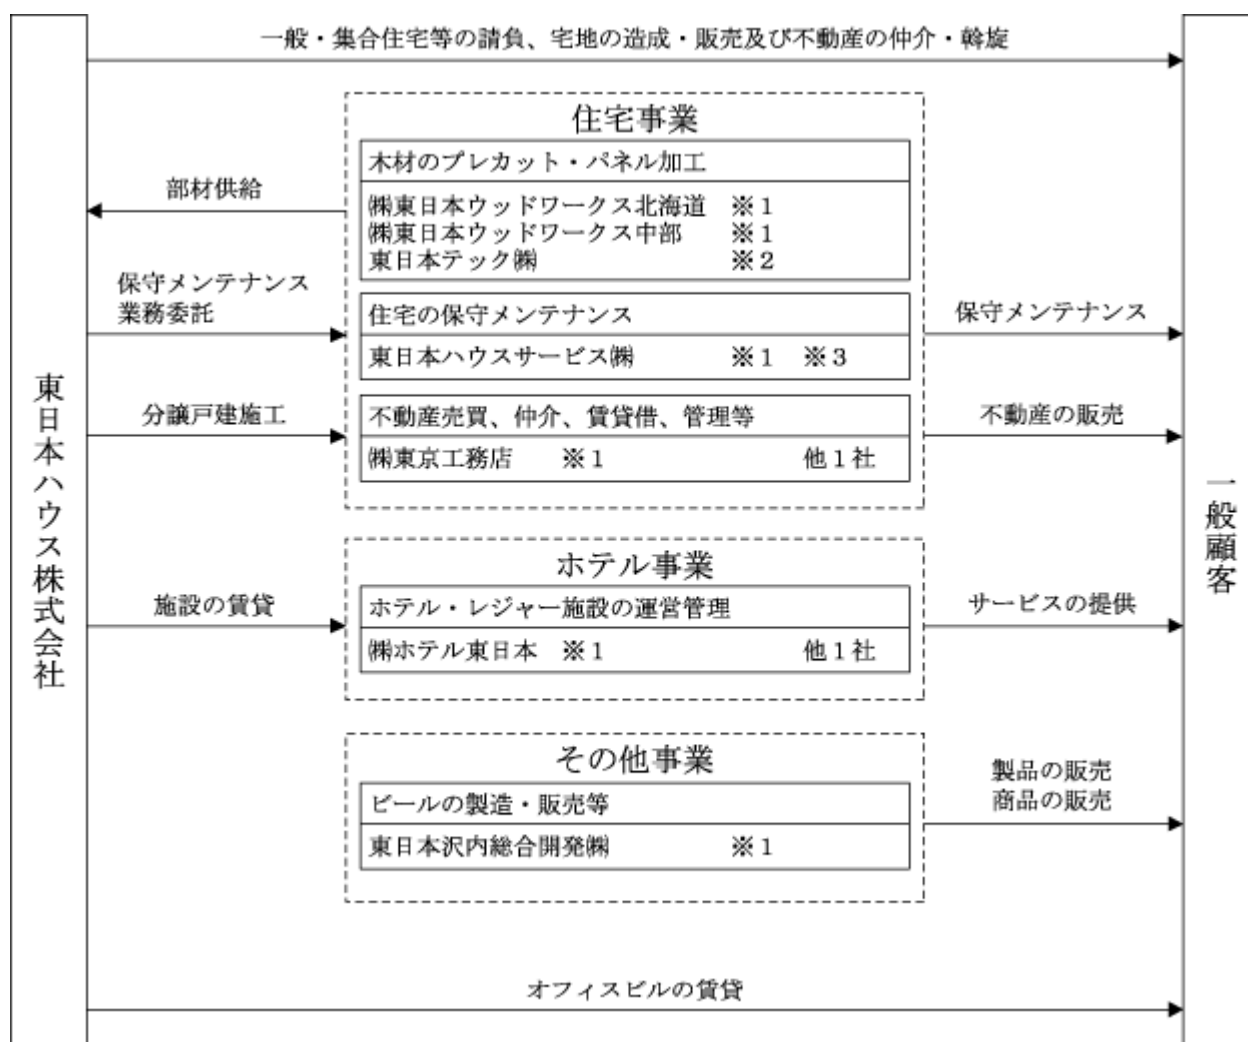 一般・集合住宅等の請負、宅地の造成・販売及び不動産の仲介・斡旋
東日本ハウス株式会社
住宅事業
木材のプレカット・パネル加工
部材供給
㈱東日本ウッドワークス北海道 ※１
㈱東日本ウッドワークス中部 ※１
東日本テック㈱ ※２
保守メンテナンス
業務委託
住宅の保守メンテナンス
東日本ハウスサービス㈱ ※１ ※３
保守メンテナンス
分譲戸建施工
不動産売買、仲介、賃貸借、管理等
㈱東京工務店 ※１ 他１社
不動産の販売
一般顧客
ホテル事業
施設の賃貸
ホテル・レジャー施設の運営管理
㈱ホテル東日本 ※１ 他１社
サービスの提供
その他事業
ビールの製造・販売等
東日本沢内総合開発㈱ ※１
製品の販売
商品の販売
オフィスビルの賃貸